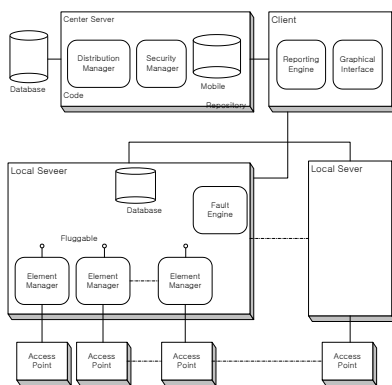 Center Server
Client
Distribution
Manager
Security
Manager
Reporting
Engine
Graphical
Interface
Database
Code
Mobile
Repository
Local Seveer
Local Sever
Database
Fault
Engine
Fluggable
Element
Manager
Element
Manager
Element
Manager
Access
Point
Access
Point
Access
Point
Access
Point